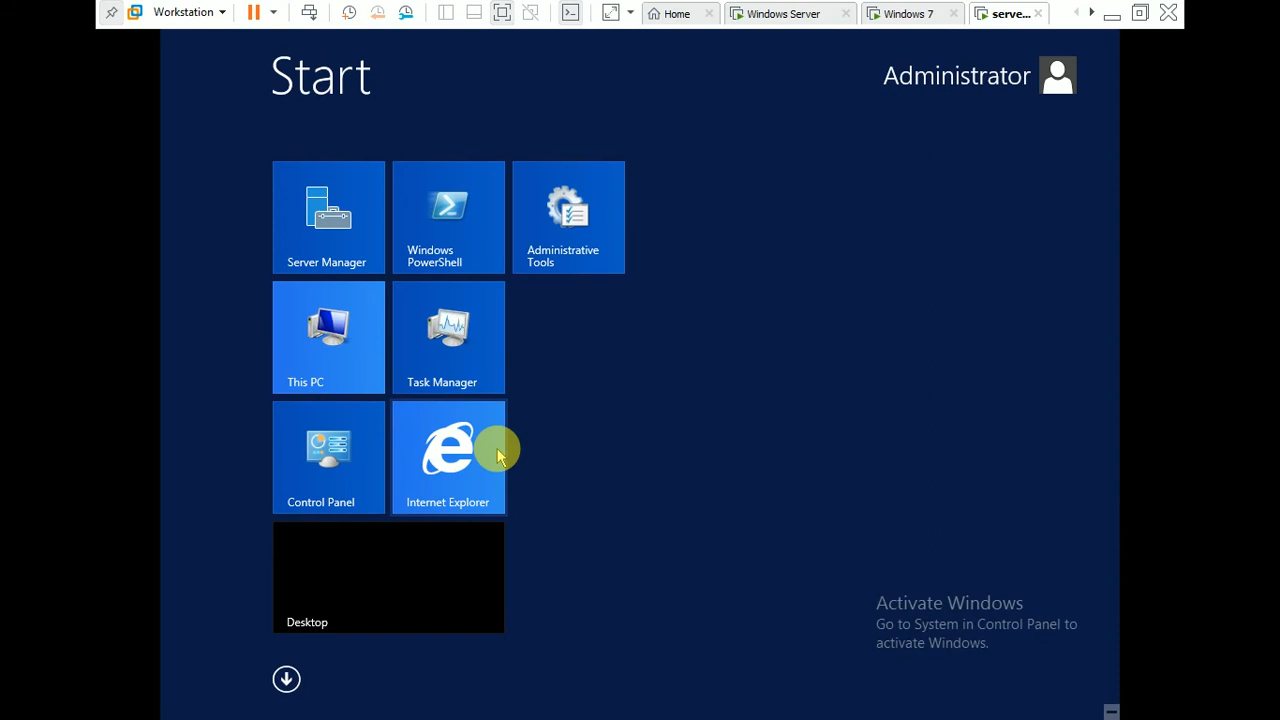 Workstation
Home
Windows Server
Windows 7
serve...
Start
Administrator
Server Manager
Windows
PowerShell
Administrative
Tools
This PC
Task Manager
Control Panel
Internet Explorer
Desktop
Activate Windows
Go to System in Control Panel to
activate Windows.